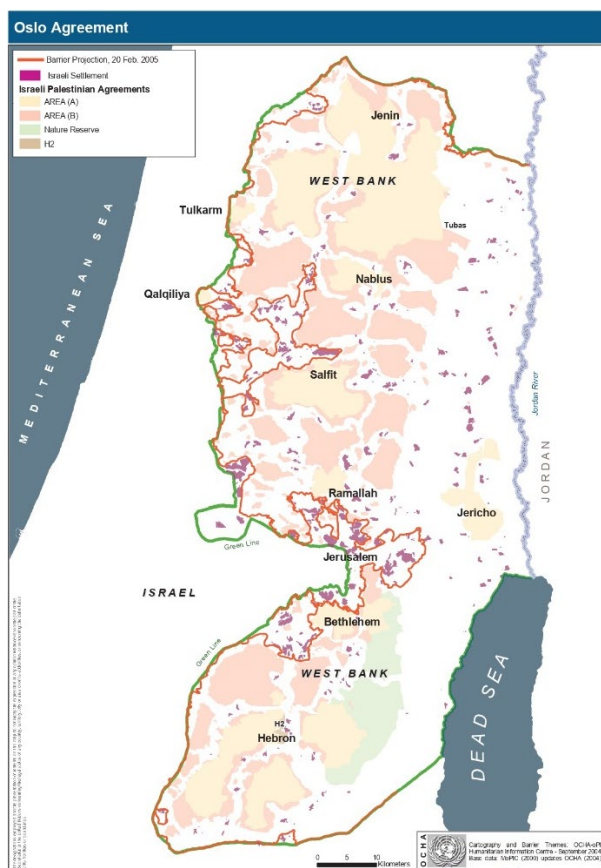 Oslo Agreement
Barrier Projection, 20 Feb. 2005
Israeli Settlement
Israeli Palestinian Agreements
AREA (A)
AREA (B)
Nature Reserve
H2
Jenin
WEST BANK
Tulkarm
Tubas
MEDITERRANEAN SEA
Nablus
Qalqiliya
Salfit
Jordan River
JORDAN
Ramallah
Jericho
Green Line
Jerusalem
ISRAEL
Bethlehem
Green Line
WEST BANK
DEAD SEA
H2
Hebron
0 5 10
Kilometers
OCHA
Cartography and Barrier Themes: OCHA-oPt
Humanitarian Information Centre - September 2004
Base data: MoPIC (2000) updates OCHA